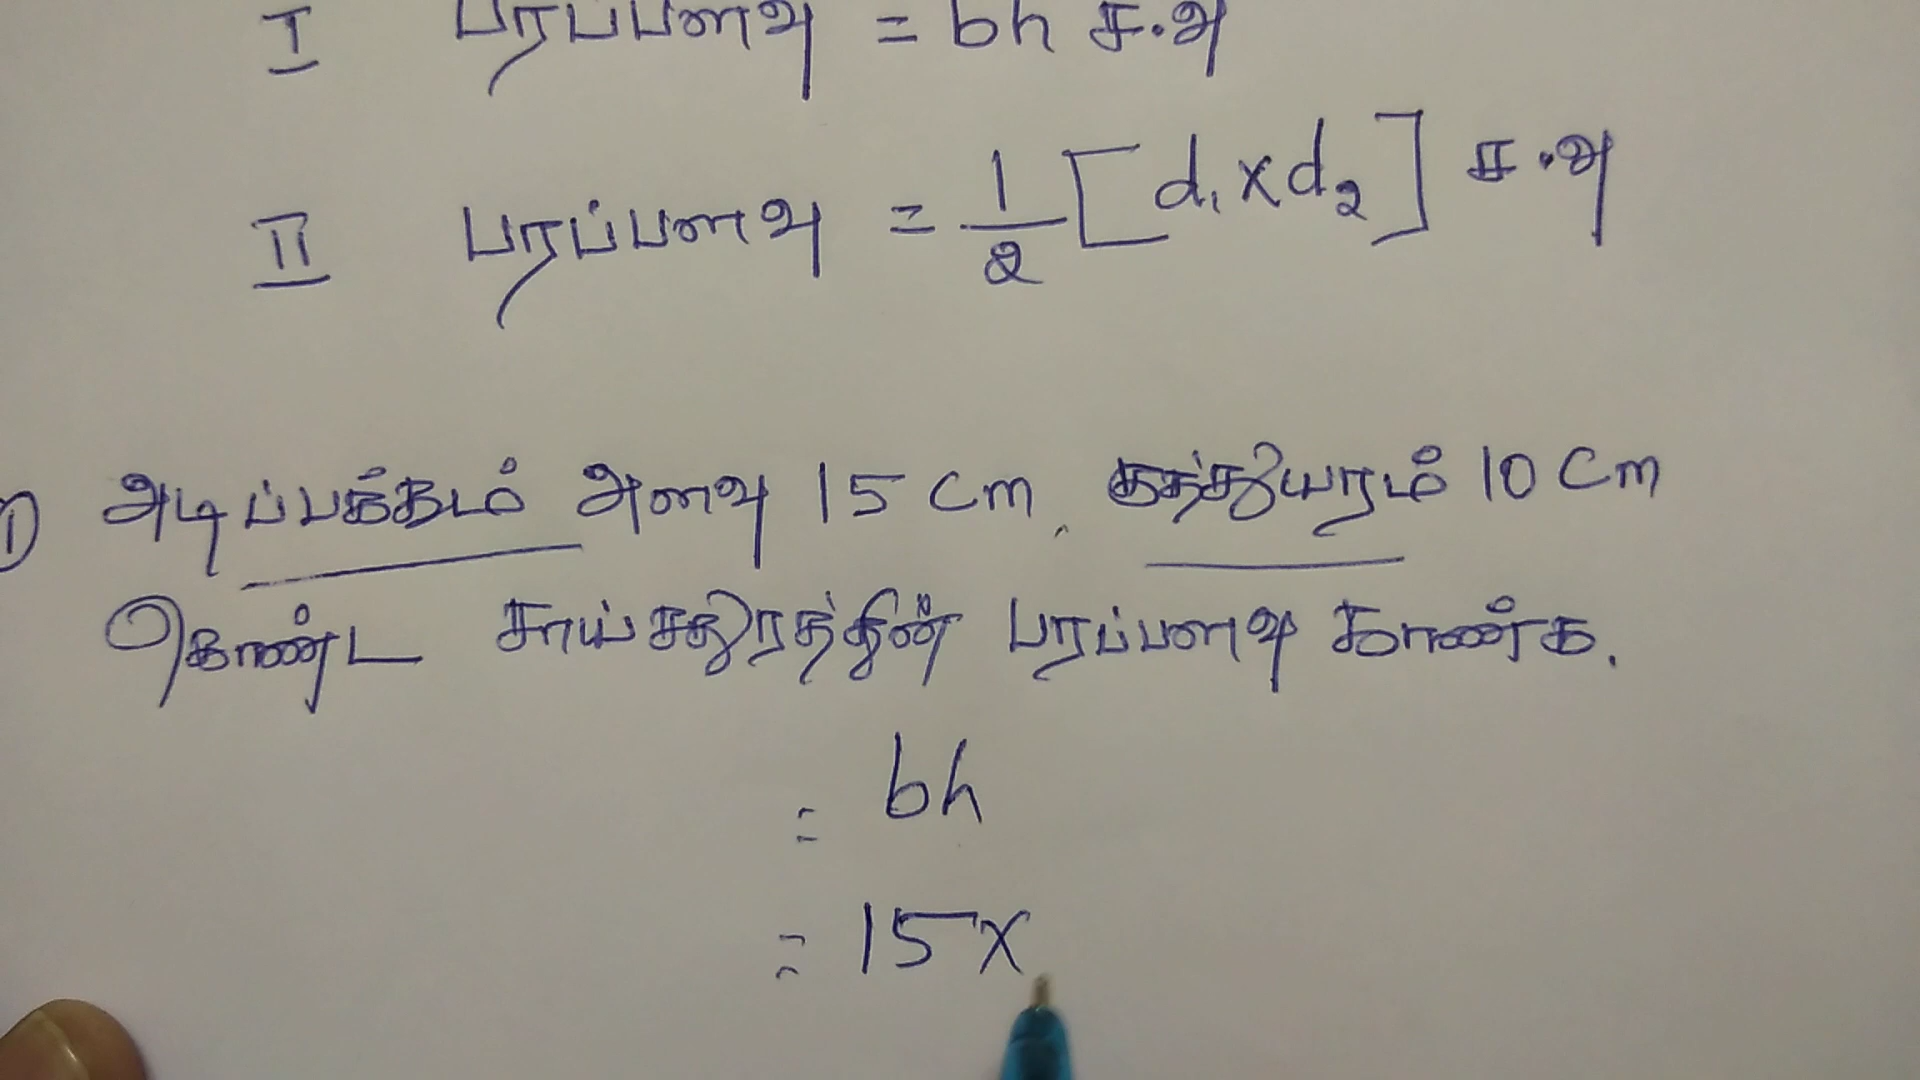 I பரப்பளவு = bh ச.அ
II பரப்பளவு = 1/2 [d₁ x d₂] ச.அ
1) அடிப்பக்கம் அளவு 15 cm, குத்துயரம் 10 cm
கொண்ட சாய்சதுரத்தின் பரப்பளவு காண்க.
= bh
= 15 x